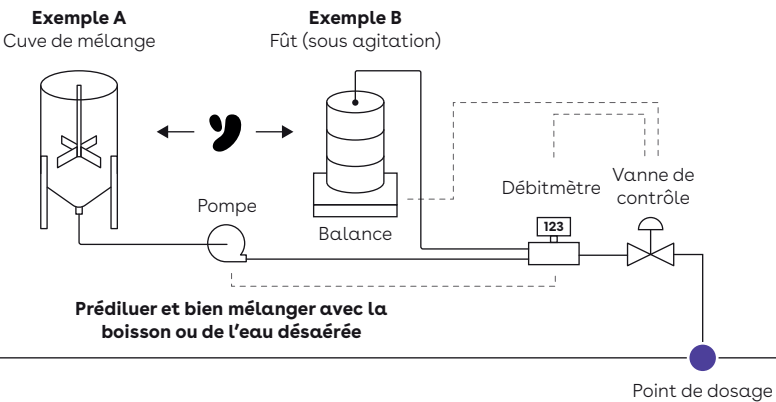 Exemple A
Cuve de mélange
Exemple B
Fût (sous agitation)
Pompe
Balance
Débitmètre
Vanne de
contrôle
123
Prédiluer et bien mélanger avec la
boisson ou de l’eau désaérée
Point de dosage